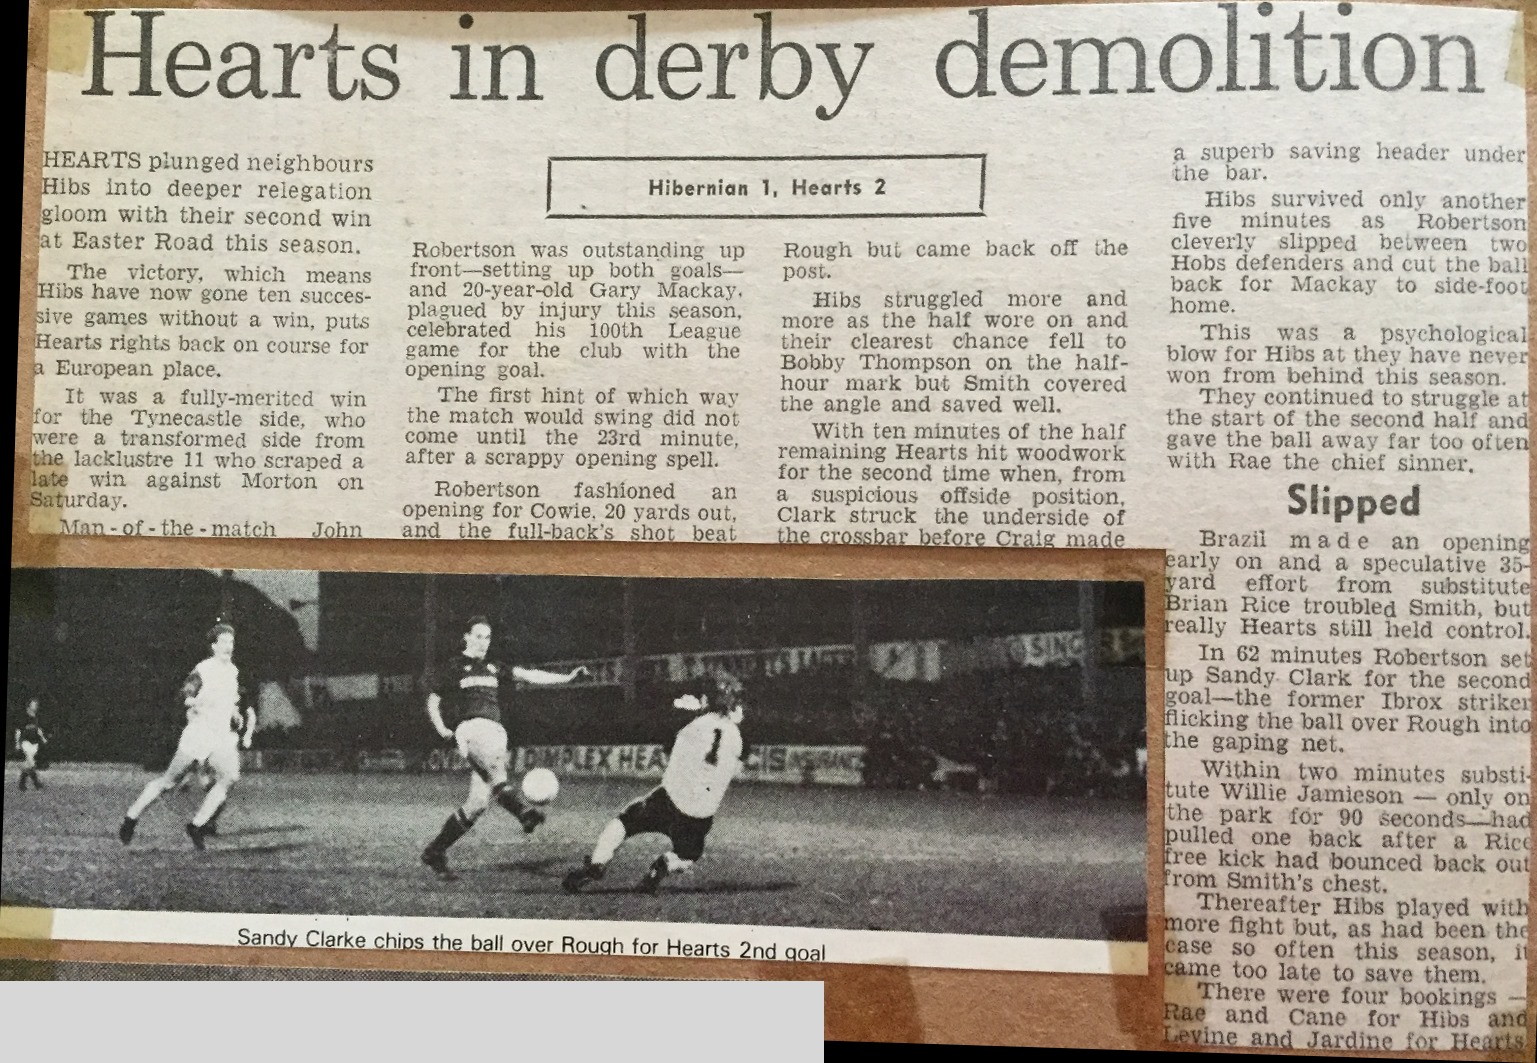 Hearts in derby demolition
HEARTS plunged neighbours
Hibs into deeper relegation
gloom with their second win
at Easter Road this season.
The victory, which means
Hibs have now gone ten succes-
sive games without a win, puts
Hearts rights back on course for
a European place.
It was a fully-merited win
for the Tynecastle side, who
were a transformed side from
the lacklustre 11 who scraped a
late win against Morton on
Saturday.
Man-of-the-match John
Hibernian 1, Hearts 2
Robertson was outstanding up
front—setting up both goals—
and 20-year-old Gary Mackay,
plagued by injury this season,
celebrated his 100th League
game for the club with the
opening goal.
The first hint of which way
the match would swing did not
come until the 23rd minute,
after a scrappy opening spell.
Robertson fashioned an
opening for Cowie, 20 yards out,
and the full-back's shot beat
Rough but came back off the
post.
Hibs struggled more and
more as the half wore on and
their clearest chance fell to
Bobby Thompson on the half-
hour mark but Smith covered
the angle and saved well.
With ten minutes of the half
remaining Hearts hit woodwork
for the second time when, from
a suspicious offside position,
Clark struck the underside of
the crossbar before Craig made
a superb saving header under
the bar.
Hibs survived only another
five minutes as Robertson
cleverly slipped between two
Hobs defenders and cut the ball
back for Mackay to side-foot
home.
This was a psychological
blow for Hibs at they have never
won from behind this season.
They continued to struggle at
the start of the second half and
gave the ball away far too often
with Rae the chief sinner.
Slipped
Brazil made an opening
early on and a speculative 35-
yard effort from substitute
Brian Rice troubled Smith, but
really Hearts still held control.
In 62 minutes Robertson set
up Sandy Clark for the second
goal—the former Ibrox striker
flicking the ball over Rough into
the gaping net.
Within two minutes substi-
tute Willie Jamieson — only on
the park for 90 seconds—had
pulled one back after a Rice
free kick had bounced back out
from Smith's chest.
Thereafter Hibs played with
more fight but, as had been the
case so often this season, it
came too late to save them.
There were four bookings —
Rae and Cane for Hibs and
Levine and Jardine for Hearts.
SING
DIMPLEX HEA
CIS INSURANCE
1
Sandy Clarke chips the ball over Rough for Hearts 2nd goal